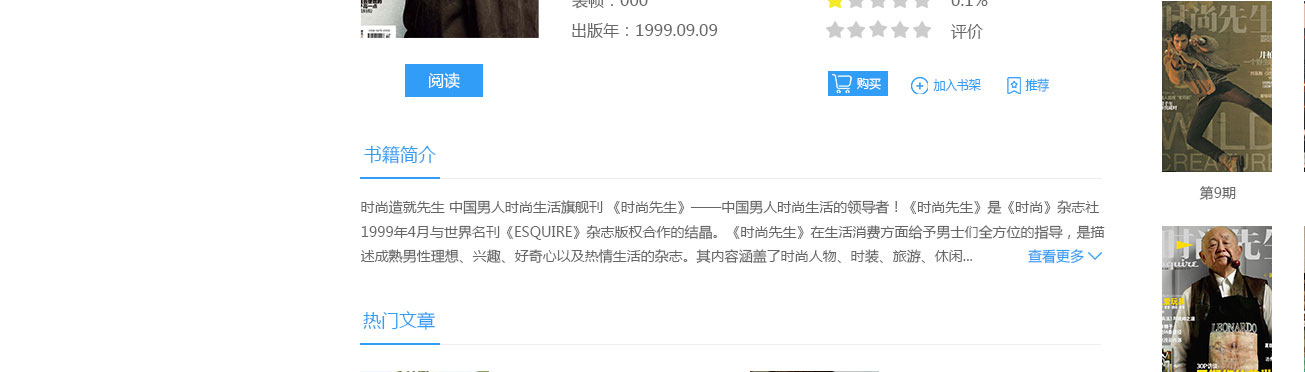 装帧：000
0.1%
出版年：1999.09.09
评价
阅读
购买
加入书架
推荐
书籍简介
时尚造就先生 中国男人时尚生活旗舰刊 《时尚先生》——中国男人时尚生活的领导者！《时尚先生》是《时尚》杂志社
1999年4月与世界名刊《ESQUIRE》杂志版权合作的结晶。《时尚先生》在生活消费方面给予男士们全方位的指导，是描
述成熟男性理想、兴趣、好奇心以及热情生活的杂志。其内容涵盖了时尚人物、时装、旅游、休闲...
查看更多
热门文章
时尚先生
WILD
CREATURE
第9期
时尚先生
Esquire
LEONARDO